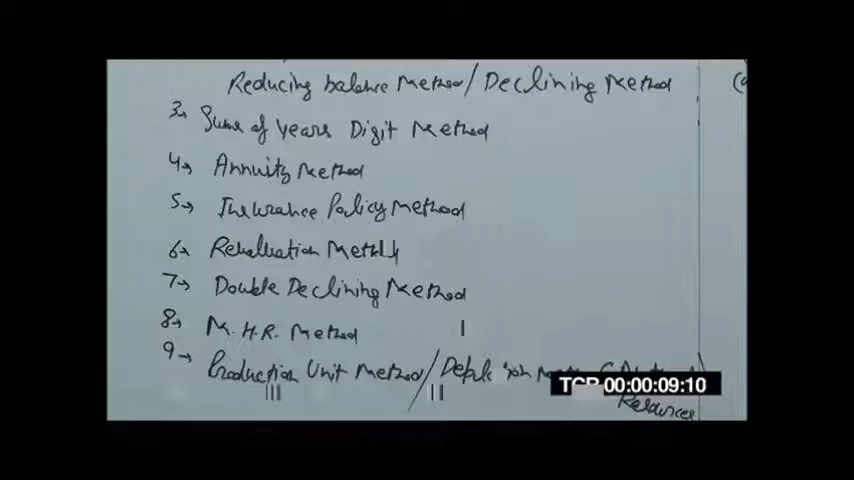 Reducing balance Method/Declining Method
3→ Sum of Years Digit Method
4→ Annuity Method
5→ Insurance Policy Method
6→ Revaluation Method
7→ Double Declining Method
8→ M.H.R. Method
9→ Production Unit Method/
TCR 00:00:09:10
Resources